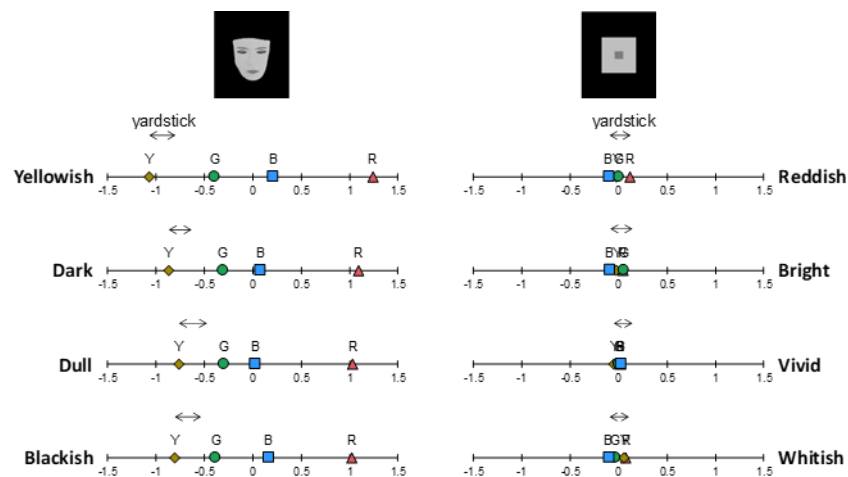 yardstick yardstick
Y G B R BYG R
Yellowish Reddish
-1.5 -1 -0.5 0 0.5 1 1.5 -1.5 -1 -0.5 0 0.5 1 1.5
Y G B R B
Dark Bright
-1.5 -1 -0.5 0 0.5 1 1.5 -1.5 -1 -0.5 0 0.5 1 1.5
Y G B R
Dull Vivid
-1.5 -1 -0.5 0 0.5 1 1.5 -1.5 -1 -0.5 0 0.5 1 1.5
Y G B R B
Blackish Whitish
-1.5 -1 -0.5 0 0.5 1 1.5 -1.5 -1 -0.5 0 0.5 1 1.5